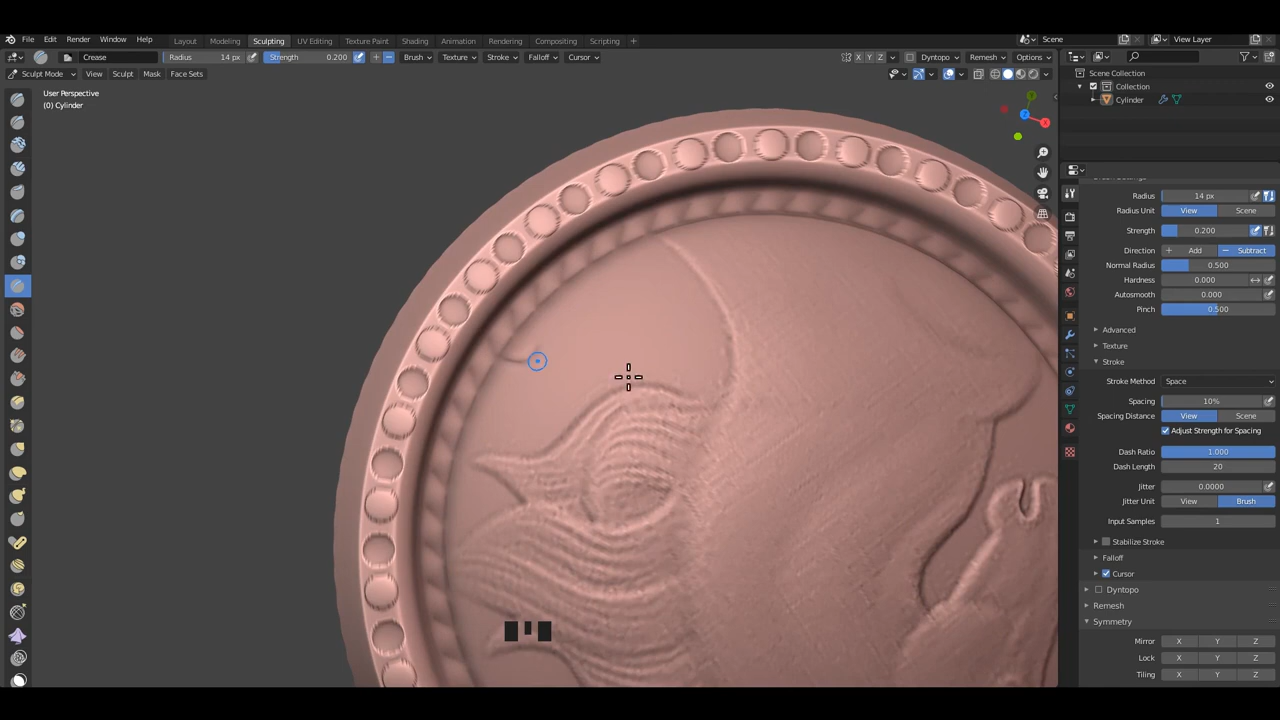 File Edit Render Window Help Layout Modeling Sculpting UV Editing Texture Paint Shading Animation Rendering Compositing Scripting + Scene View Layer
Crease Radius 14 px Strength 0.200 + − Brush Texture Stroke Falloff Cursor X Y Z Dyntopo Remesh Options
Sculpt Mode View Sculpt Mask Face Sets
User Perspective
(0) Cylinder
Scene Collection
Collection
Cylinder
Radius 14 px
Radius Unit View Scene
Strength 0.200
Direction + Add − Subtract
Normal Radius 0.500
Hardness 0.000
Autosmooth 0.000
Pinch 0.500
Advanced
Texture
Stroke
Stroke Method Space
Spacing 10%
Spacing Distance View Scene
Adjust Strength for Spacing
Dash Ratio 1.000
Dash Length 20
Jitter 0.0000
Jitter Unit View Brush
Input Samples 1
Stabilize Stroke
Falloff
Cursor
Dyntopo
Remesh
Symmetry
Mirror X Y Z
Lock X Y Z
Tiling X Y Z